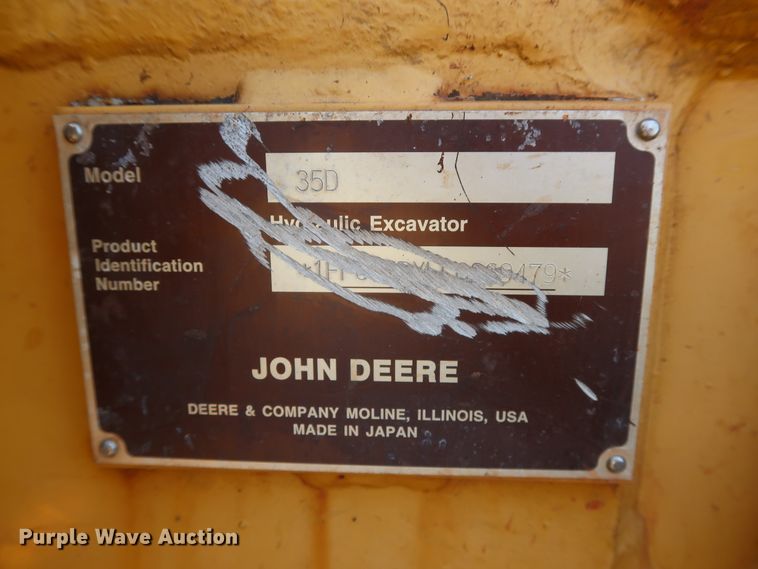 Model
35D
Hydraulic Excavator
Product
Identification
Number
JOHN DEERE
DEERE & COMPANY MOLINE, ILLINOIS, USA
MADE IN JAPAN
Purple Wave Auction